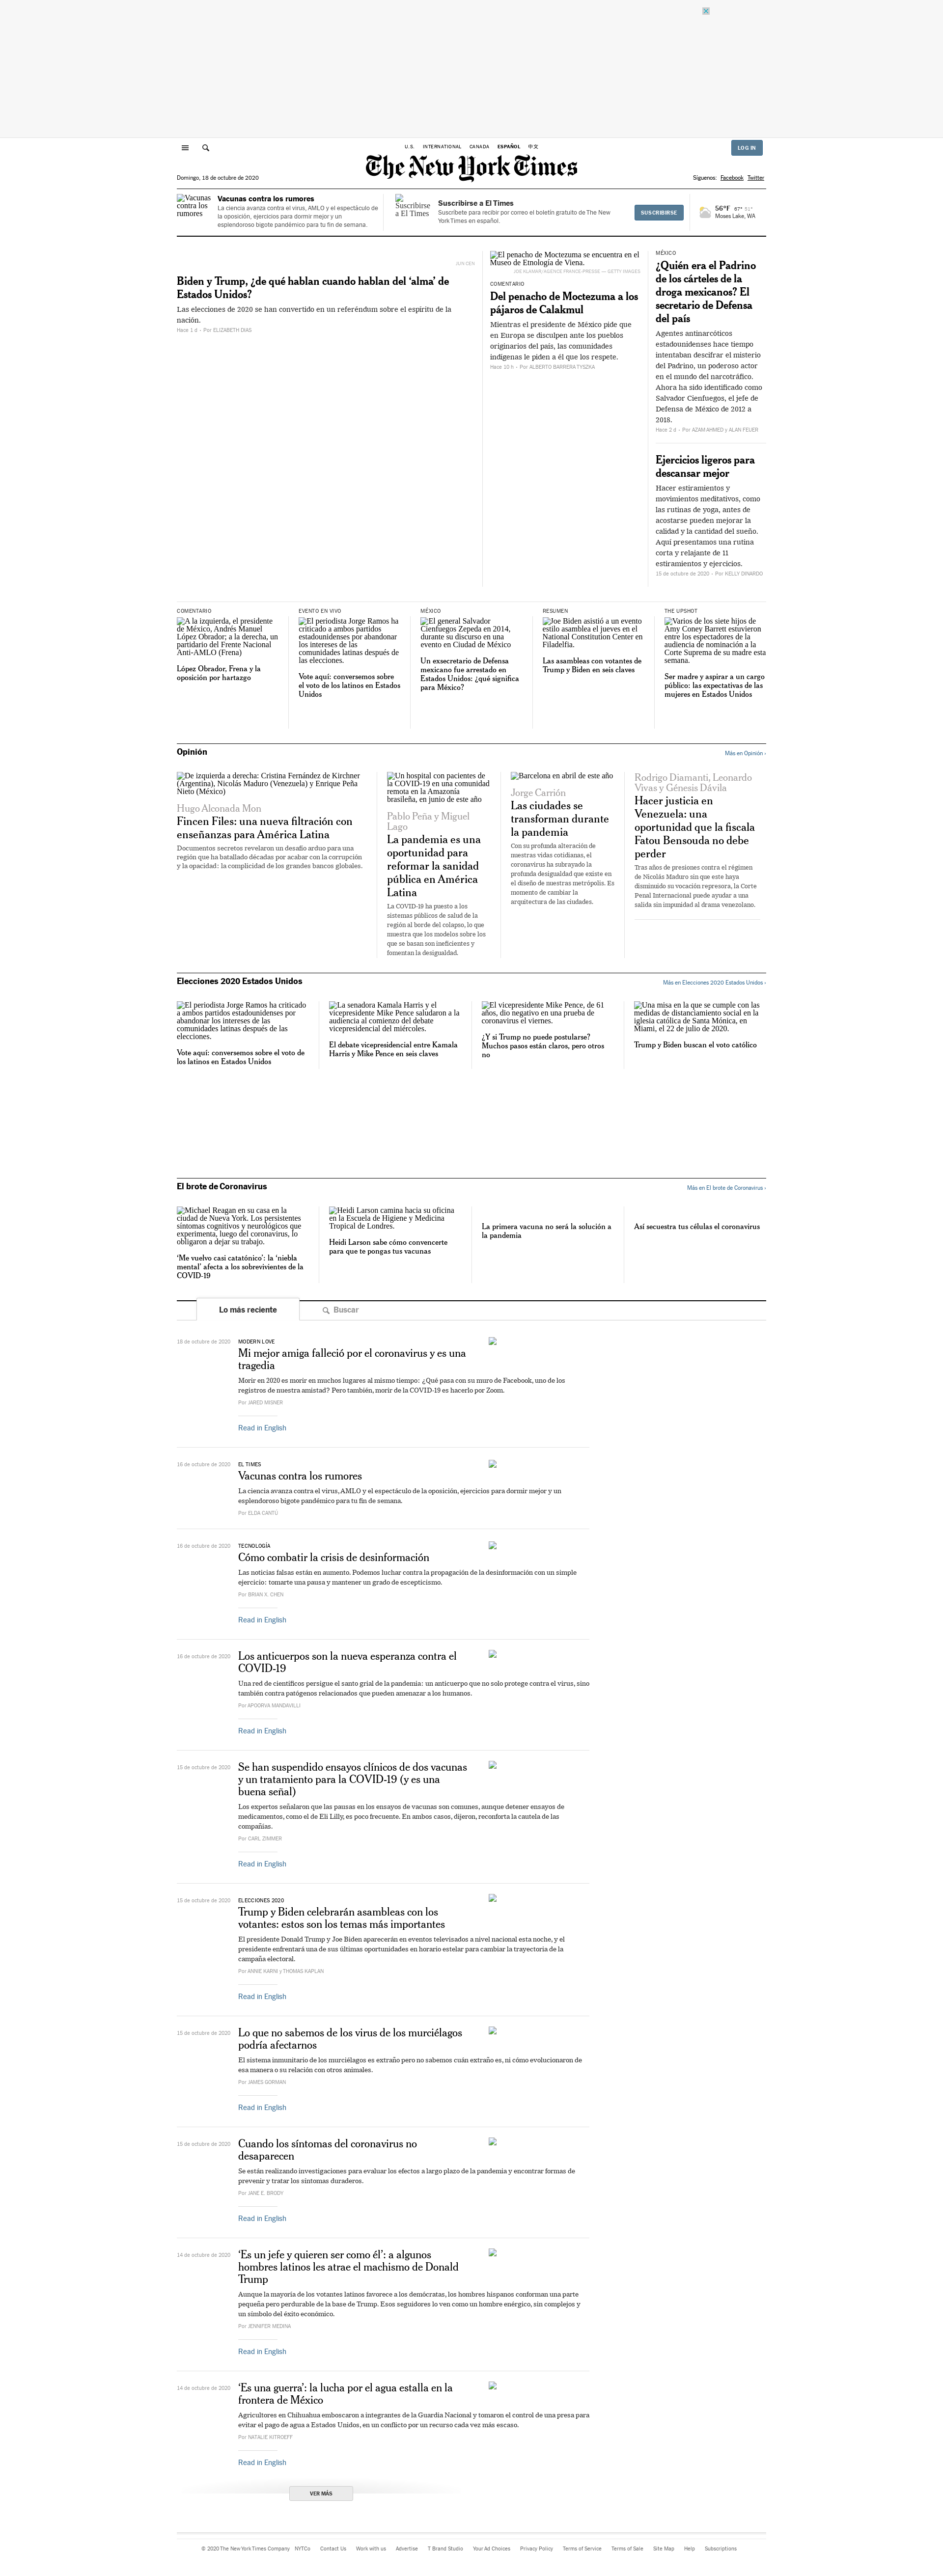 U.S. INTERNATIONAL CANADA ESPAÑOL 中文
LOG IN
The New York Times
Domingo, 18 de octubre de 2020
Síguenos: Facebook Twitter
Vacunas contra los rumores
Vacunas contra los rumores
La ciencia avanza contra el virus, AMLO y el espectáculo de
la oposición, ejercicios para dormir mejor y un
esplendoroso bigote pandémico para tu fin de semana.
Suscribirse a El Times
Suscribirse a El Times
Suscríbete para recibir por correo el boletín gratuito de The New
York Times en español.
SUSCRIBIRSE
56°F 67° 51°
Moses Lake, WA
JUN CEN
Biden y Trump, ¿de qué hablan cuando hablan del ‘alma’ de
Estados Unidos?
Las elecciones de 2020 se han convertido en un referéndum sobre el espíritu de la
nación.
Hace 1 d - Por ELIZABETH DIAS
El penacho de Moctezuma se encuentra en el
Museo de Etnología de Viena.
JOE KLAMAR/AGENCE FRANCE-PRESSE — GETTY IMAGES
COMENTARIO
Del penacho de Moctezuma a los
pájaros de Calakmul
Mientras el presidente de México pide que
en Europa se disculpen ante los pueblos
originarios del país, las comunidades
indígenas le piden a él que los respete.
Hace 10 h - Por ALBERTO BARRERA TYSZKA
MÉXICO
¿Quién era el Padrino
de los cárteles de la
droga mexicanos? El
secretario de Defensa
del país
Agentes antinarcóticos
estadounidenses hace tiempo
intentaban descifrar el misterio
del Padrino, un poderoso actor
en el mundo del narcotráfico.
Ahora ha sido identificado como
Salvador Cienfuegos, el jefe de
Defensa de México de 2012 a
2018.
Hace 2 d - Por AZAM AHMED y ALAN FEUER
Ejercicios ligeros para
descansar mejor
Hacer estiramientos y
movimientos meditativos, como
las rutinas de yoga, antes de
acostarse pueden mejorar la
calidad y la cantidad del sueño.
Aquí presentamos una rutina
corta y relajante de 11
estiramientos y ejercicios.
15 de octubre de 2020 - Por KELLY DINARDO
COMENTARIO
A la izquierda, el presidente
de México, Andrés Manuel
López Obrador; a la derecha, un
partidario del Frente Nacional
Anti-AMLO (Frena)
López Obrador, Frena y la
oposición por hartazgo
EVENTO EN VIVO
El periodista Jorge Ramos ha
criticado a ambos partidos
estadounidenses por abandonar
los intereses de las
comunidades latinas después de
las elecciones.
Vote aquí: conversemos sobre
el voto de los latinos en Estados
Unidos
MÉXICO
El general Salvador
Cienfuegos Zepeda en 2014,
durante su discurso en una
evento en Ciudad de México
Un exsecretario de Defensa
mexicano fue arrestado en
Estados Unidos: ¿qué significa
para México?
RESUMEN
Joe Biden asistió a un evento
estilo asamblea el jueves en el
National Constitution Center en
Filadelfia.
Las asambleas con votantes de
Trump y Biden en seis claves
THE UPSHOT
Varios de los siete hijos de
Amy Coney Barrett estuvieron
entre los espectadores de la
audiencia de nominación a la
Corte Suprema de su madre esta
semana.
Ser madre y aspirar a un cargo
público: las expectativas de las
mujeres en Estados Unidos
Opinión
Más en Opinión ›
De izquierda a derecha: Cristina Fernández de Kirchner
(Argentina), Nicolás Maduro (Venezuela) y Enrique Peña
Nieto (México)
Hugo Alconada Mon
Fincen Files: una nueva filtración con
enseñanzas para América Latina
Documentos secretos revelaron un desafío arduo para una
región que ha batallado décadas por acabar con la corrupción
y la opacidad: la complicidad de los grandes bancos globales.
Un hospital con pacientes de
la COVID-19 en una comunidad
remota en la Amazonía
brasileña, en junio de este año
Pablo Peña y Miguel
Lago
La pandemia es una
oportunidad para
reformar la sanidad
pública en América
Latina
La COVID-19 ha puesto a los
sistemas públicos de salud de la
región al borde del colapso, lo que
muestra que los modelos sobre los
que se basan son ineficientes y
fomentan la desigualdad.
Barcelona en abril de este año
Jorge Carrión
Las ciudades se
transforman durante
la pandemia
Con su profunda alteración de
nuestras vidas cotidianas, el
coronavirus ha subrayado la
profunda desigualdad que existe en
el diseño de nuestras metrópolis. Es
momento de cambiar la
arquitectura de las ciudades.
Rodrigo Diamanti, Leonardo
Vivas y Génesis Dávila
Hacer justicia en
Venezuela: una
oportunidad que la fiscala
Fatou Bensouda no debe
perder
Tras años de presiones contra el régimen
de Nicolás Maduro sin que este haya
disminuido su vocación represora, la Corte
Penal Internacional puede ayudar a una
salida sin impunidad al drama venezolano.
Elecciones 2020 Estados Unidos
Más en Elecciones 2020 Estados Unidos ›
El periodista Jorge Ramos ha criticado
a ambos partidos estadounidenses por
abandonar los intereses de las
comunidades latinas después de las
elecciones.
Vote aquí: conversemos sobre el voto de
los latinos en Estados Unidos
La senadora Kamala Harris y el
vicepresidente Mike Pence saludaron a la
audiencia al comienzo del debate
vicepresidencial del miércoles.
El debate vicepresidencial entre Kamala
Harris y Mike Pence en seis claves
El vicepresidente Mike Pence, de 61
años, dio negativo en una prueba de
coronavirus el viernes.
¿Y si Trump no puede postularse?
Muchos pasos están claros, pero otros
no
Una misa en la que se cumple con las
medidas de distanciamiento social en la
iglesia católica de Santa Mónica, en
Miami, el 22 de julio de 2020.
Trump y Biden buscan el voto católico
El brote de Coronavirus
Más en El brote de Coronavirus ›
Michael Reagan en su casa en la
ciudad de Nueva York. Los persistentes
síntomas cognitivos y neurológicos que
experimenta, luego del coronavirus, lo
obligaron a dejar su trabajo.
‘Me vuelvo casi catatónico’: la ‘niebla
mental’ afecta a los sobrevivientes de la
COVID-19
Heidi Larson camina hacia su oficina
en la Escuela de Higiene y Medicina
Tropical de Londres.
Heidi Larson sabe cómo convencerte
para que te pongas tus vacunas
La primera vacuna no será la solución a
la pandemia
Así secuestra tus células el coronavirus
Lo más reciente
Buscar
18 de octubre de 2020
MODERN LOVE
Mi mejor amiga falleció por el coronavirus y es una
tragedia
Morir en 2020 es morir en muchos lugares al mismo tiempo: ¿Qué pasa con su muro de Facebook, uno de los
registros de nuestra amistad? Pero también, morir de la COVID-19 es hacerlo por Zoom.
Por JARED MISNER
Read in English
16 de octubre de 2020
EL TIMES
Vacunas contra los rumores
La ciencia avanza contra el virus, AMLO y el espectáculo de la oposición, ejercicios para dormir mejor y un
esplendoroso bigote pandémico para tu fin de semana.
Por ELDA CANTÚ
16 de octubre de 2020
TECNOLOGÍA
Cómo combatir la crisis de desinformación
Las noticias falsas están en aumento. Podemos luchar contra la propagación de la desinformación con un simple
ejercicio: tomarte una pausa y mantener un grado de escepticismo.
Por BRIAN X. CHEN
Read in English
16 de octubre de 2020
Los anticuerpos son la nueva esperanza contra el
COVID-19
Una red de científicos persigue el santo grial de la pandemia: un anticuerpo que no solo protege contra el virus, sino
también contra patógenos relacionados que pueden amenazar a los humanos.
Por APOORVA MANDAVILLI
Read in English
15 de octubre de 2020
Se han suspendido ensayos clínicos de dos vacunas
y un tratamiento para la COVID-19 (y es una
buena señal)
Los expertos señalaron que las pausas en los ensayos de vacunas son comunes, aunque detener ensayos de
medicamentos, como el de Eli Lilly, es poco frecuente. En ambos casos, dijeron, reconforta la cautela de las
compañías.
Por CARL ZIMMER
Read in English
15 de octubre de 2020
ELECCIONES 2020
Trump y Biden celebrarán asambleas con los
votantes: estos son los temas más importantes
El presidente Donald Trump y Joe Biden aparecerán en eventos televisados a nivel nacional esta noche, y el
presidente enfrentará una de sus últimas oportunidades en horario estelar para cambiar la trayectoria de la
campaña electoral.
Por ANNIE KARNI y THOMAS KAPLAN
Read in English
15 de octubre de 2020
Lo que no sabemos de los virus de los murciélagos
podría afectarnos
El sistema inmunitario de los murciélagos es extraño pero no sabemos cuán extraño es, ni cómo evolucionaron de
esa manera o su relación con otros animales.
Por JAMES GORMAN
Read in English
15 de octubre de 2020
Cuando los síntomas del coronavirus no
desaparecen
Se están realizando investigaciones para evaluar los efectos a largo plazo de la pandemia y encontrar formas de
prevenir y tratar los síntomas duraderos.
Por JANE E. BRODY
Read in English
14 de octubre de 2020
‘Es un jefe y quieren ser como él’: a algunos
hombres latinos les atrae el machismo de Donald
Trump
Aunque la mayoría de los votantes latinos favorece a los demócratas, los hombres hispanos conforman una parte
pequeña pero perdurable de la base de Trump. Esos seguidores lo ven como un hombre enérgico, sin complejos y
un símbolo del éxito económico.
Por JENNIFER MEDINA
Read in English
14 de octubre de 2020
‘Es una guerra’: la lucha por el agua estalla en la
frontera de México
Agricultores en Chihuahua emboscaron a integrantes de la Guardia Nacional y tomaron el control de una presa para
evitar el pago de agua a Estados Unidos, en un conflicto por un recurso cada vez más escaso.
Por NATALIE KITROEFF
Read in English
VER MÁS
© 2020 The New York Times Company NYTCo Contact Us Work with us Advertise T Brand Studio Your Ad Choices Privacy Policy Terms of Service Terms of Sale Site Map Help Subscriptions